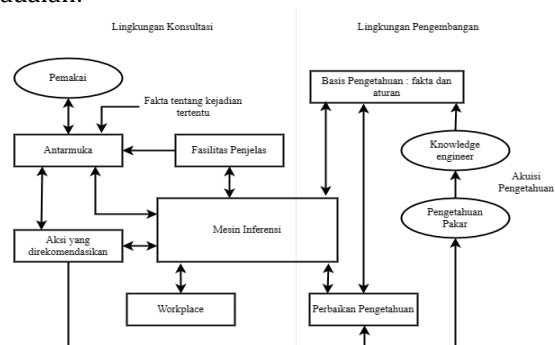 Lingkungan Konsultasi
Lingkungan Pengembangan
Pemakai
Fakta tentang kejadian
tertentu
Basis Pengetahuan : fakta dan
aturan
Antarmuka
Fasilitas Penjelas
Knowledge
engineer
Akuisi
Pengetahuan
Pengetahuan
Pakar
Mesin Inferensi
Aksi yang
direkomendasikan
Workplace
Perbaikan Pengetahuan